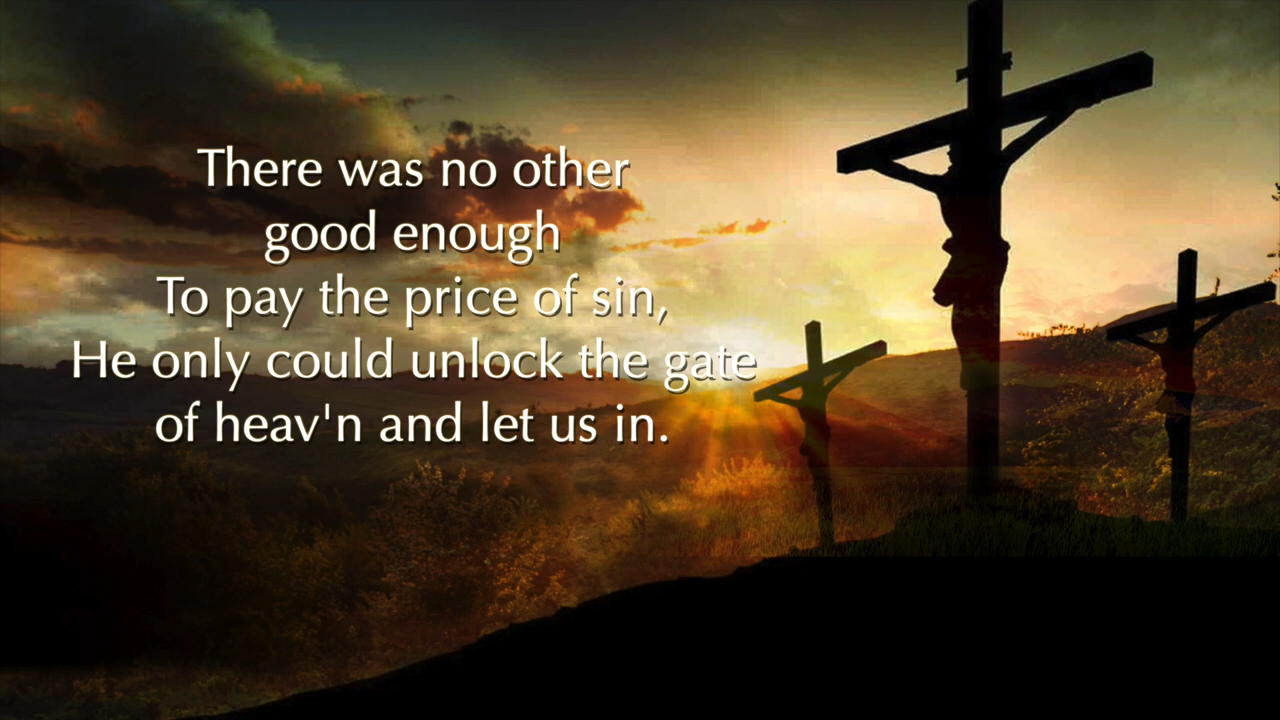 There was no other
good enough
To pay the price of sin,
He only could unlock the gate
of heav'n and let us in.